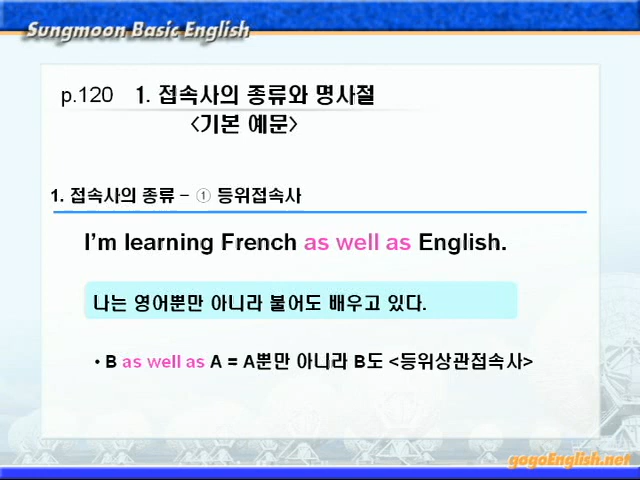 Sungmoon Basic English
p.120 1. 접속사의 종류와 명사절
<기본 예문>
1. 접속사의 종류 – ① 등위접속사
I'm learning French as well as English.
나는 영어뿐만 아니라 불어도 배우고 있다.
• B as well as A = A뿐만 아니라 B도 <등위상관접속사>
gogoEnglish.net